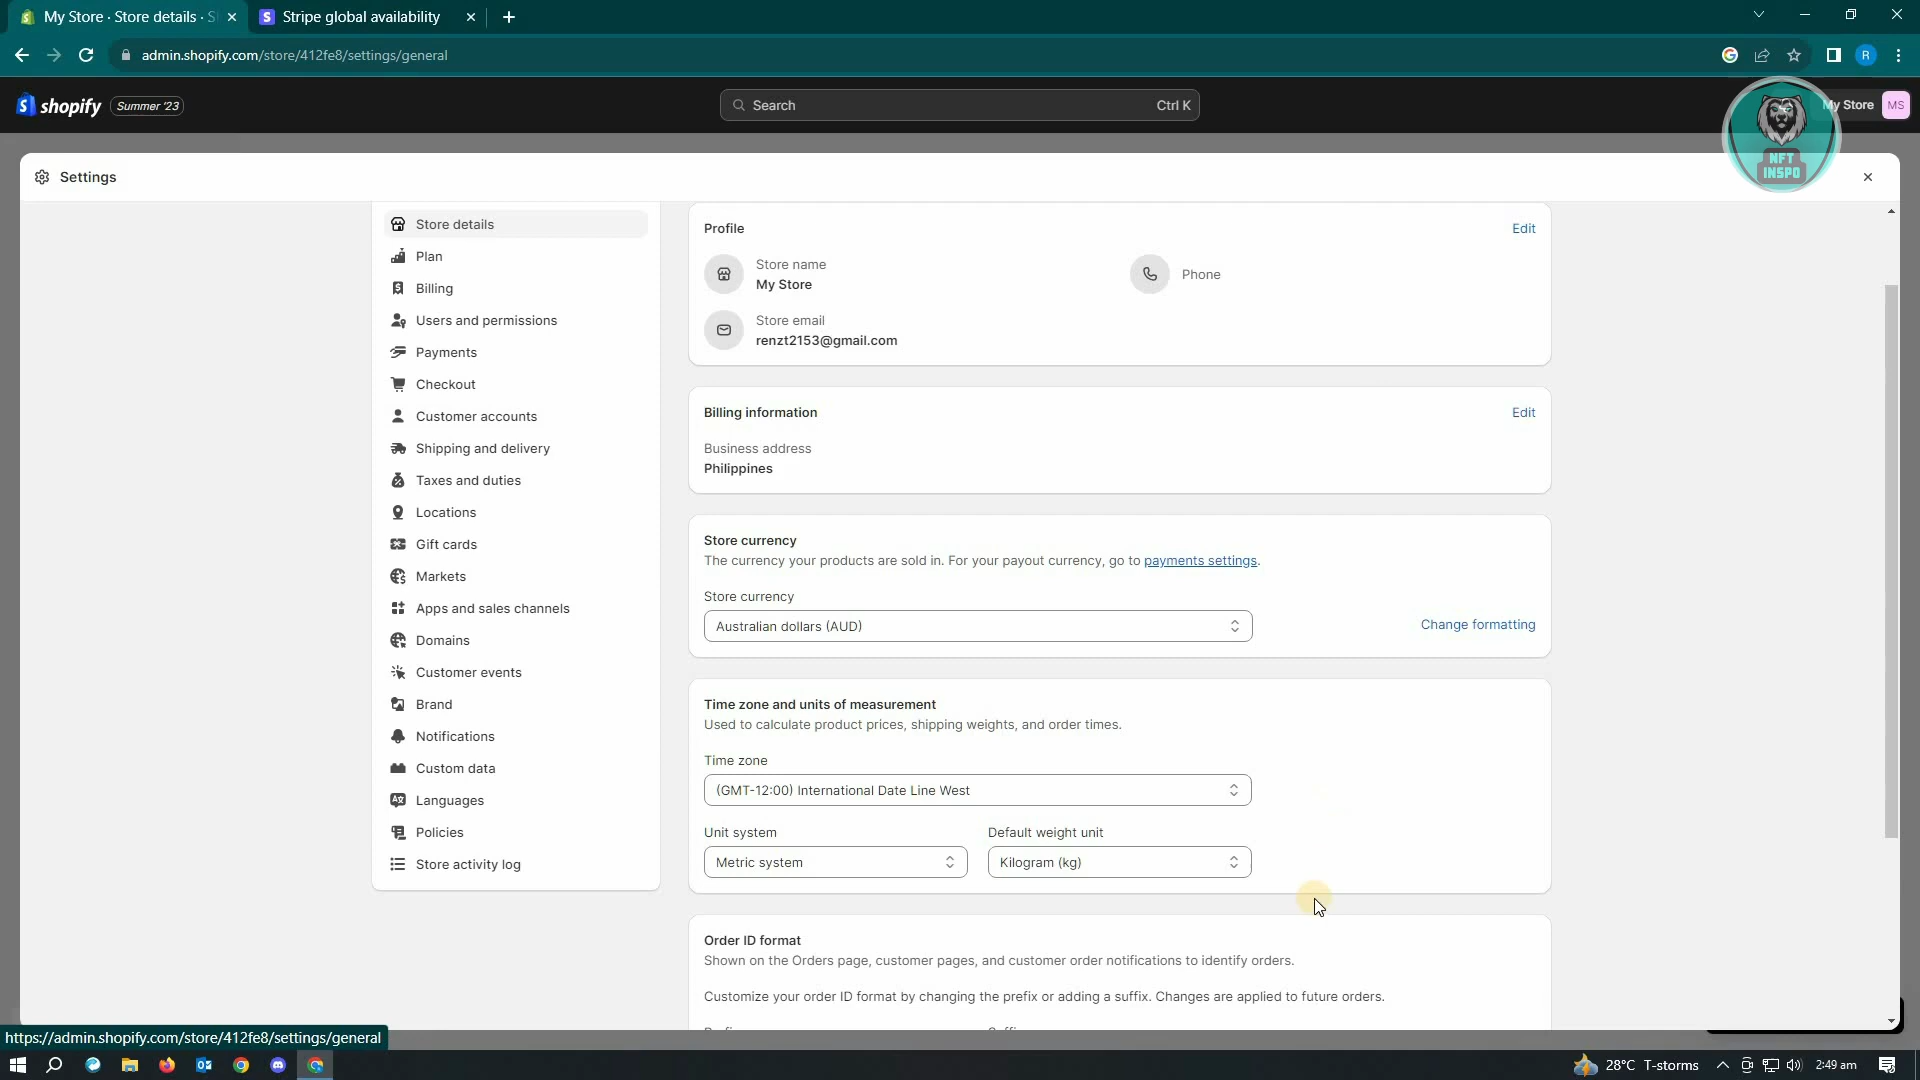 My Store · Store details · S
Stripe global availability
admin.shopify.com/store/412fe8/settings/general
R
shopify
Summer '23
Search
Ctrl K
My Store
MS
NFT
INSPO
Settings
Store details
Plan
Billing
Users and permissions
Payments
Checkout
Customer accounts
Shipping and delivery
Taxes and duties
Locations
Gift cards
Markets
Apps and sales channels
Domains
Customer events
Brand
Notifications
Custom data
Languages
Policies
Store activity log
Profile
Edit
Store name
My Store
Phone
Store email
renzt2153@gmail.com
Billing information
Edit
Business address
Philippines
Store currency
The currency your products are sold in. For your payout currency, go to payments settings.
Store currency
Australian dollars (AUD)
Change formatting
Time zone and units of measurement
Used to calculate product prices, shipping weights, and order times.
Time zone
(GMT-12:00) International Date Line West
Unit system
Default weight unit
Metric system
Kilogram (kg)
Order ID format
Shown on the Orders page, customer pages, and customer order notifications to identify orders.
Customize your order ID format by changing the prefix or adding a suffix. Changes are applied to future orders.
https://admin.shopify.com/store/412fe8/settings/general
28°C T-storms
2:49 am